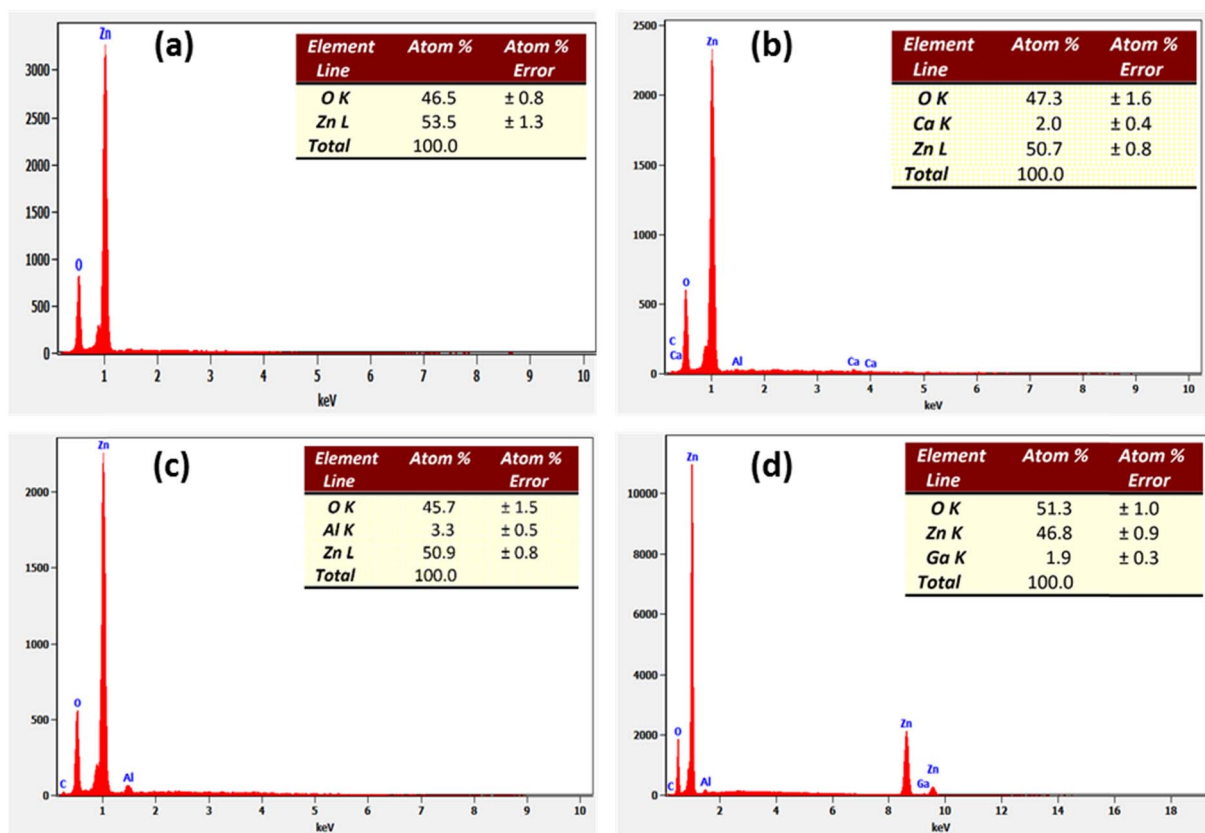 (a)
Zn
O
3000
2500
2000
1500
1000
500
0
1 2 3 4 5 6 7 8 9 10
keV
Element Line Atom % Atom % Error
O K 46.5 ± 0.8
Zn L 53.5 ± 1.3
Total 100.0
(b)
Zn
O
C
Ca
Al
Ca Ca
2500
2000
1500
1000
500
0
1 2 3 4 5 6 7 8 9 10
keV
Element Line Atom % Atom % Error
O K 47.3 ± 1.6
Ca K 2.0 ± 0.4
Zn L 50.7 ± 0.8
Total 100.0
(c)
Zn
O
C
Al
2000
1500
1000
500
0
1 2 3 4 5 6 7 8 9 10
keV
Element Line Atom % Atom % Error
O K 45.7 ± 1.5
Al K 3.3 ± 0.5
Zn L 50.9 ± 0.8
Total 100.0
(d)
Zn
O
C
Al
Zn
Ga
Zn
10000
8000
6000
4000
2000
0
2 4 6 8 10 12 14 16 18
keV
Element Line Atom % Atom % Error
O K 51.3 ± 1.0
Zn K 46.8 ± 0.9
Ga K 1.9 ± 0.3
Total 100.0